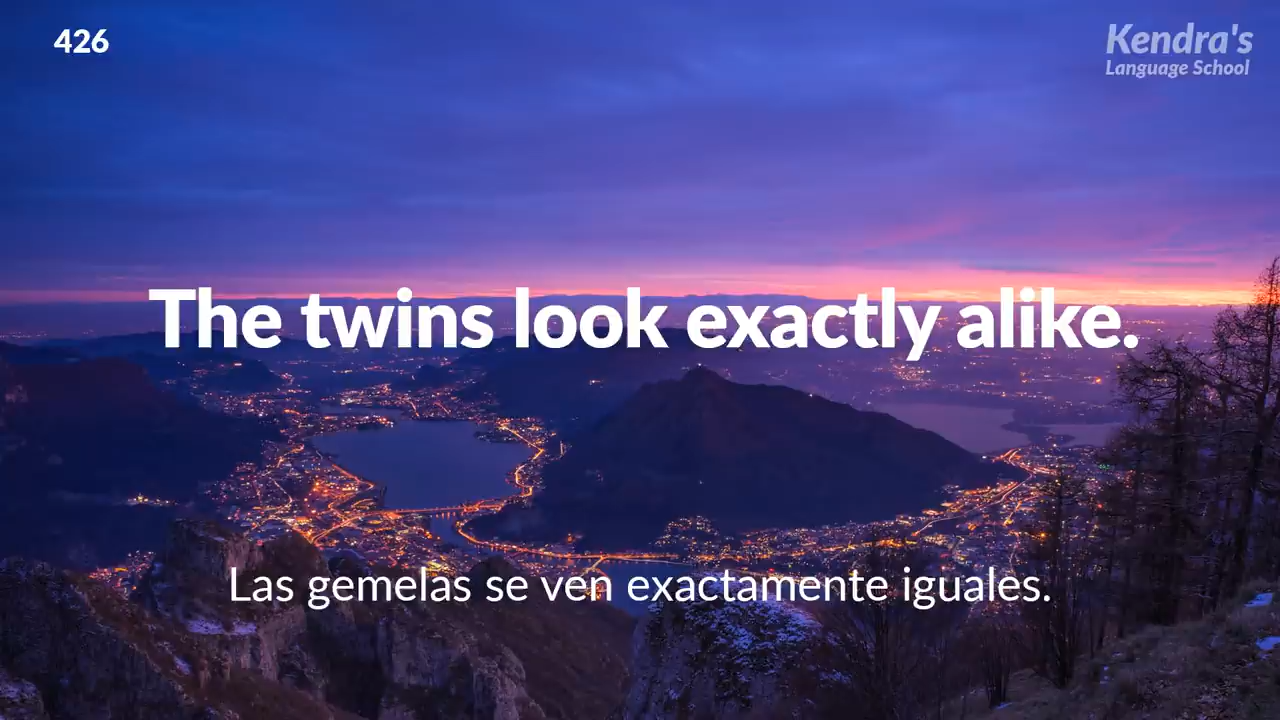 426
Kendra's
Language School
The twins look exactly alike.
Las gemelas se ven exactamente iguales.